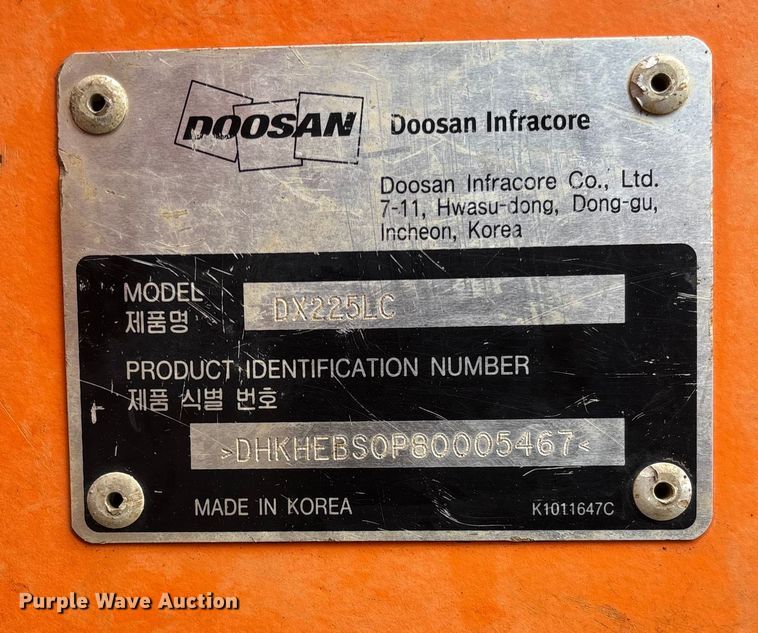 DOOSAN
Doosan Infracore
Doosan Infracore Co., Ltd.
7-11, Hwasu-dong, Dong-gu,
Incheon, Korea
MODEL
제품명
DX225LC
PRODUCT IDENTIFICATION NUMBER
제품 식별 번호
>DHKHEBS0P80005467<
MADE IN KOREA
K1011647C
Purple Wave Auction